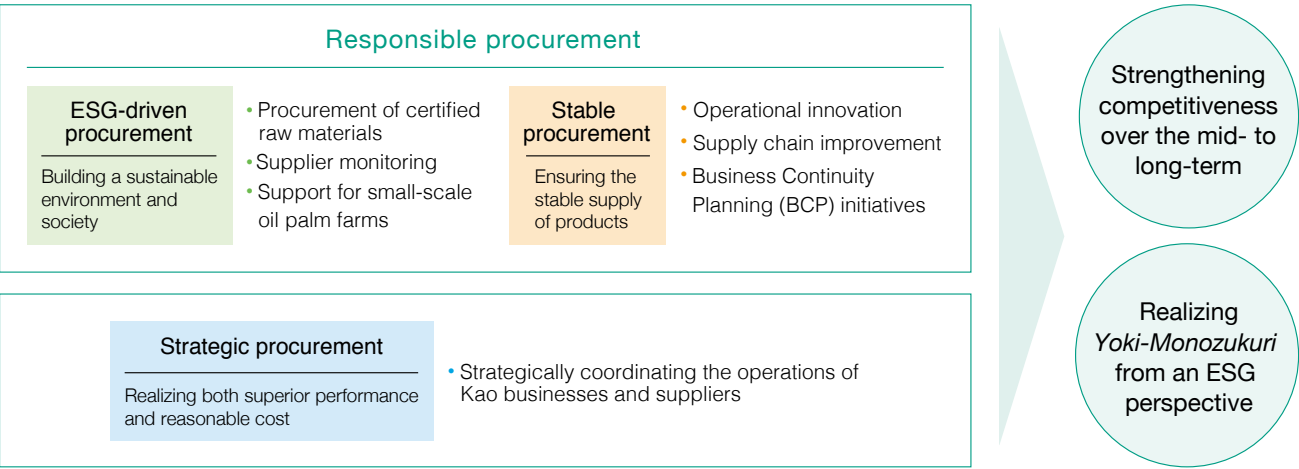 Responsible procurement
ESG-driven
procurement
Building a sustainable
environment and
society
• Procurement of certified
raw materials
• Supplier monitoring
• Support for small-scale
oil palm farms
Stable
procurement
Ensuring the
stable supply
of products
• Operational innovation
• Supply chain improvement
• Business Continuity
Planning (BCP) initiatives
Strategic procurement
Realizing both superior performance
and reasonable cost
• Strategically coordinating the operations of
Kao businesses and suppliers
Strengthening
competitiveness
over the mid- to
long-term
Realizing
Yoki-Monozukuri
from an ESG
perspective